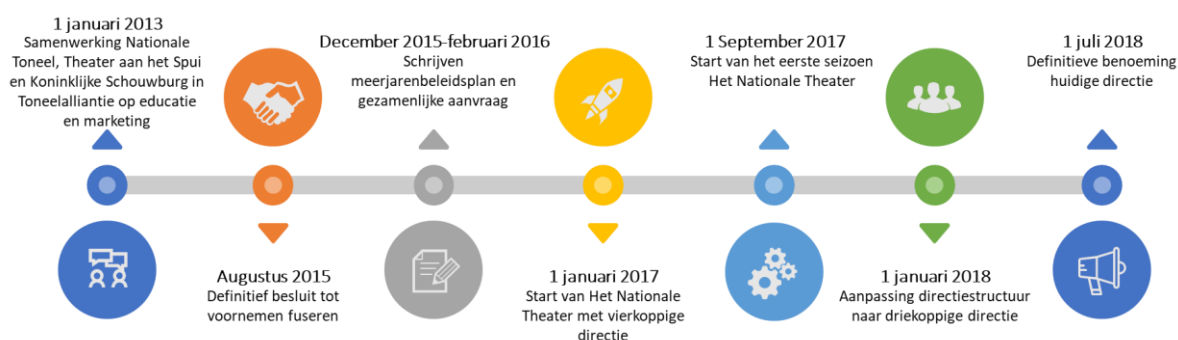 1 januari 2013
Samenwerking Nationale
Toneel, Theater aan het Spui
en Koninklijke Schouwburg in
Toneelalliantie op educatie
en marketing
Augustus 2015
Definitief besluit tot
voornemen fuseren
December 2015-februari 2016
Schrijven
meerjarenbeleidsplan en
gezamenlijke aanvraag
1 januari 2017
Start van Het Nationale
Theater met vierkoppige
directie
1 September 2017
Start van het eerste seizoen
Het Nationale Theater
1 januari 2018
Aanpassing directiestructuur
naar driekoppige directie
1 juli 2018
Definitieve benoeming
huidige directie